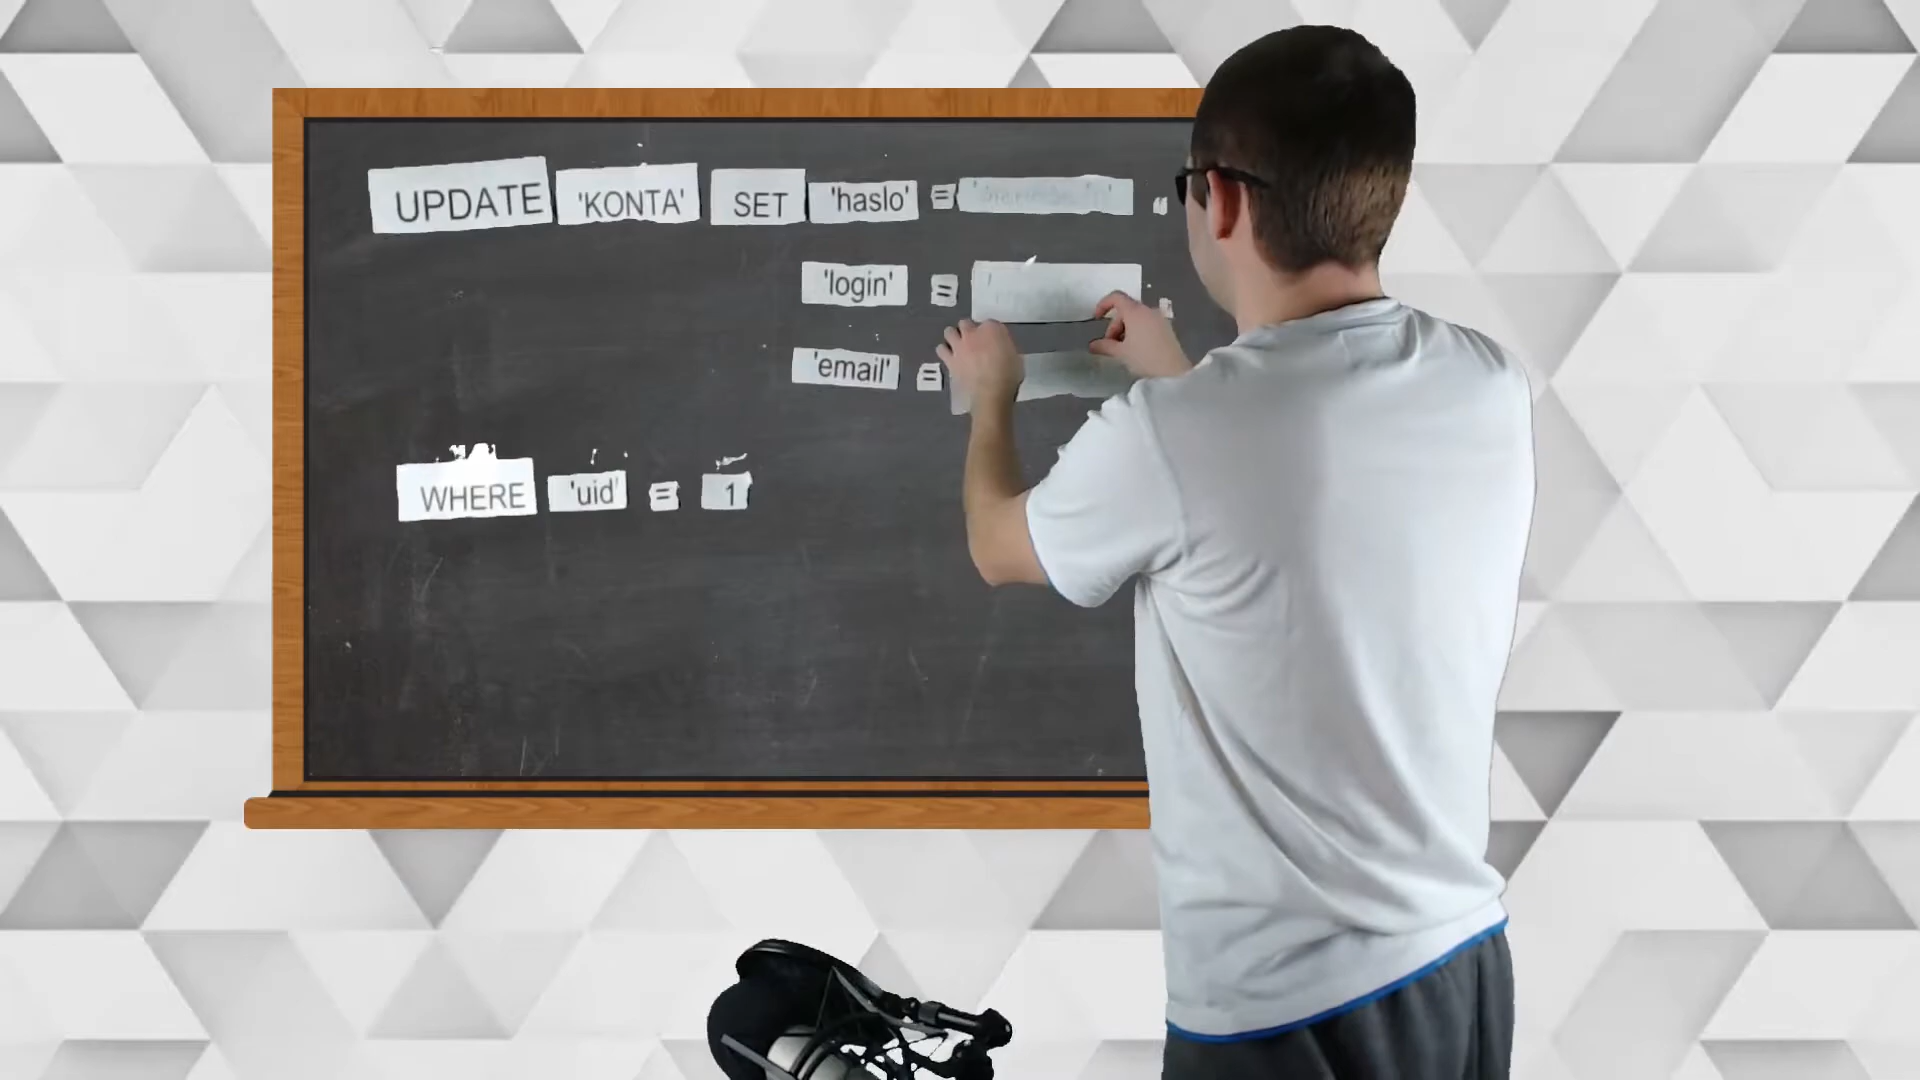 UPDATE 'KONTA' SET 'haslo' =
'login' =
'email' =
WHERE 'uid' = 1